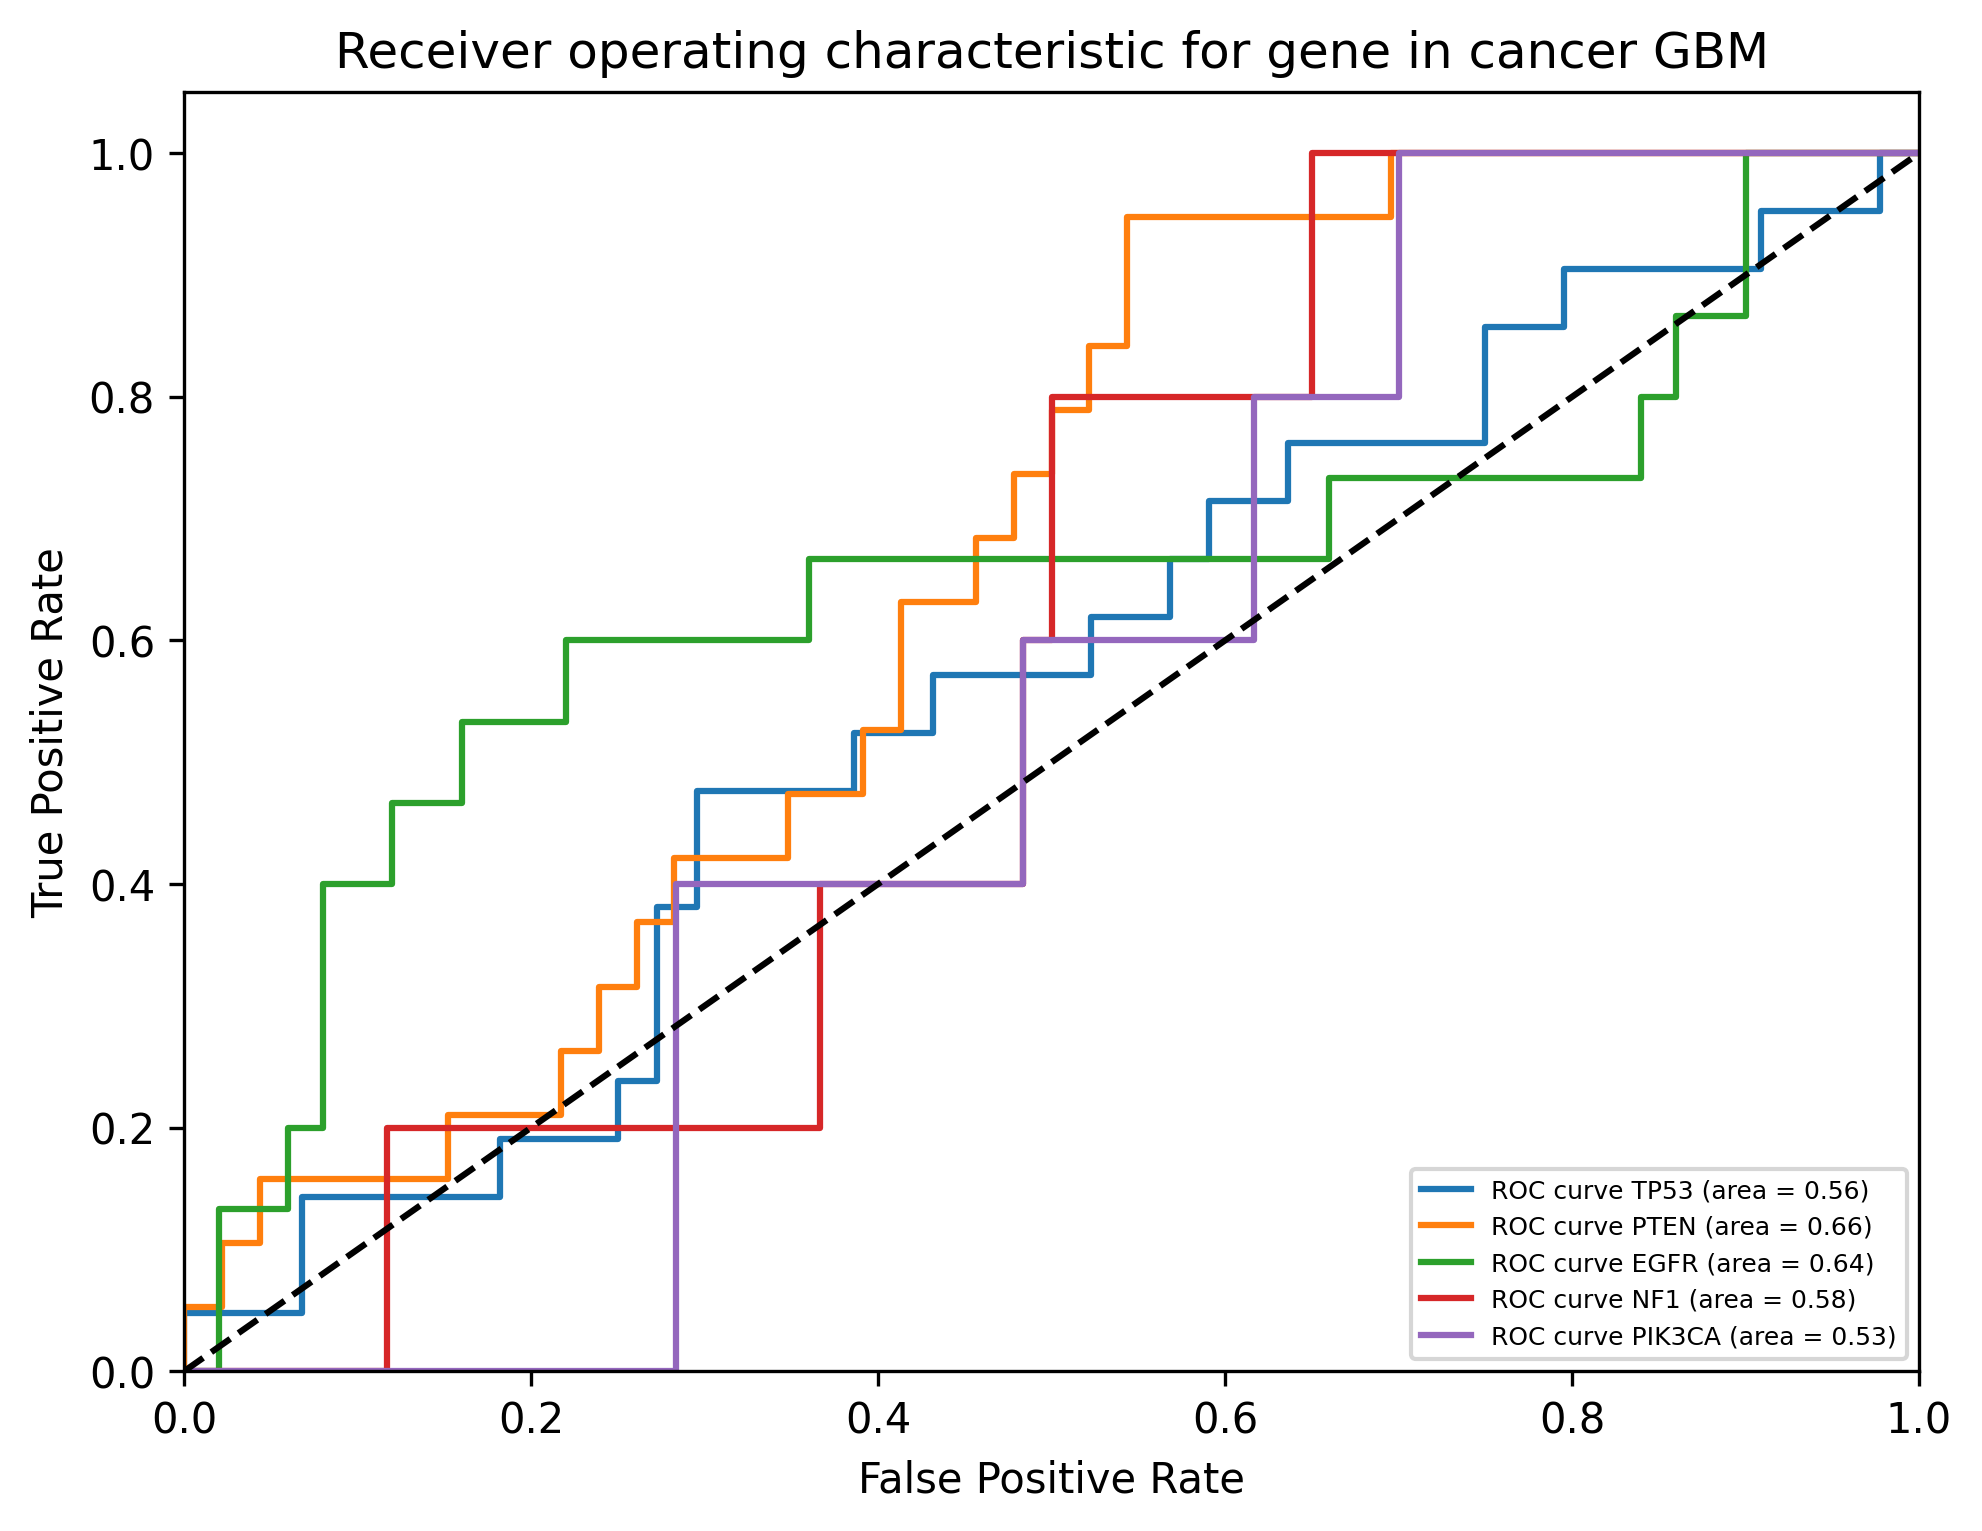 Receiver operating characteristic for gene in cancer GBM
True Positive Rate
1.0
0.8
0.6
0.4
0.2
0.0
0.0 0.2 0.4 0.6 0.8 1.0
False Positive Rate
ROC curve TP53 (area = 0.56)
ROC curve PTEN (area = 0.66)
ROC curve EGFR (area = 0.64)
ROC curve NF1 (area = 0.58)
ROC curve PIK3CA (area = 0.53)